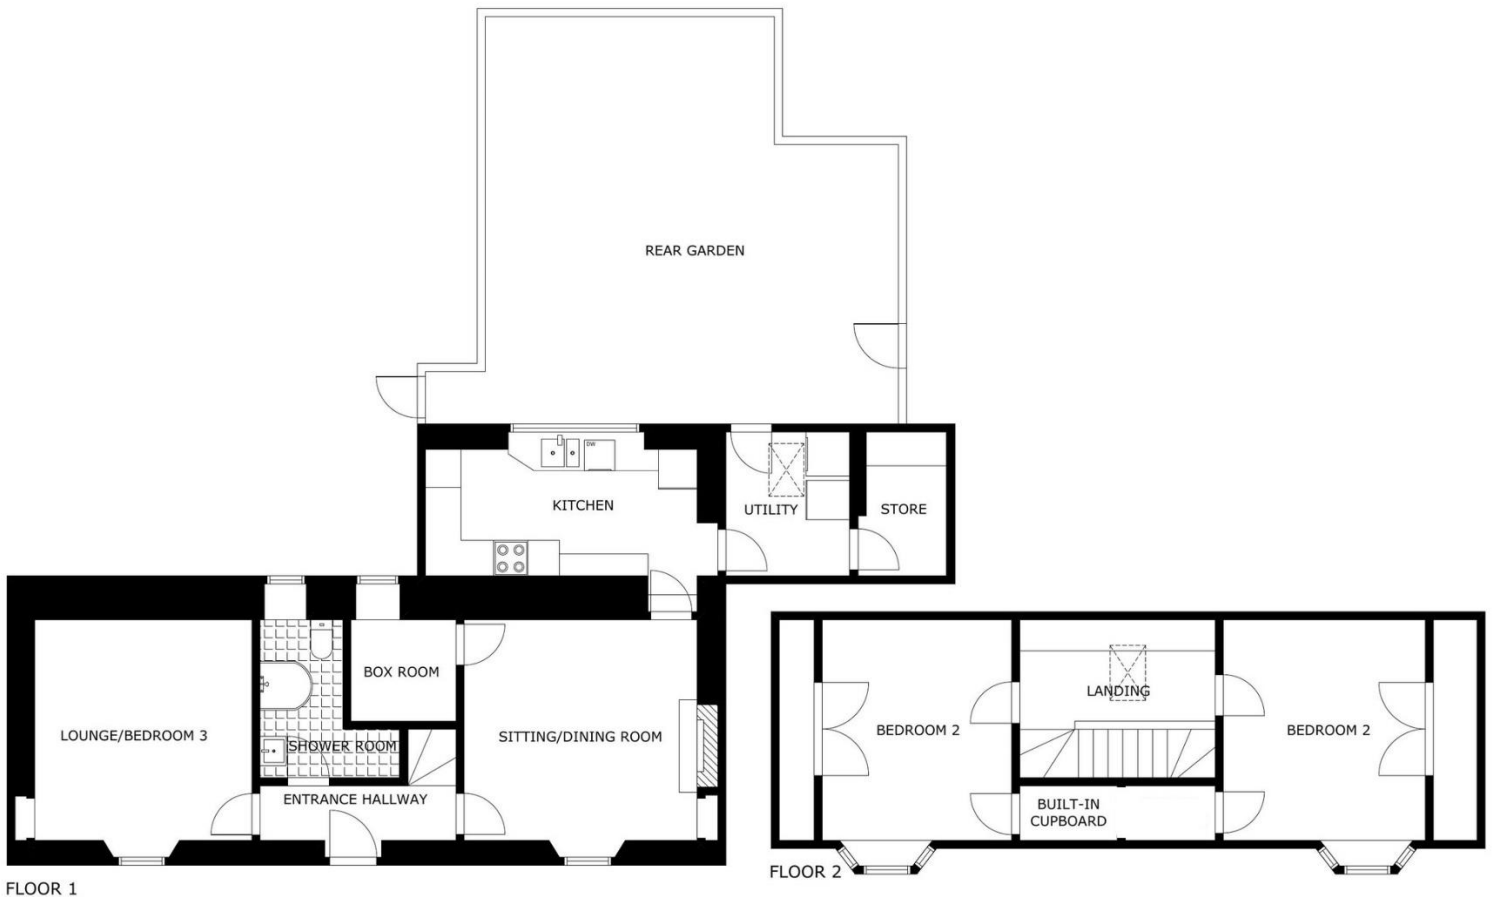 REAR GARDEN
DW
KITCHEN
UTILITY
STORE
BOX ROOM
LOUNGE/BEDROOM 3
SHOWER ROOM
SITTING/DINING ROOM
ENTRANCE HALLWAY
FLOOR 1
LANDING
BEDROOM 2
BEDROOM 2
BUILT-IN
CUPBOARD
FLOOR 2